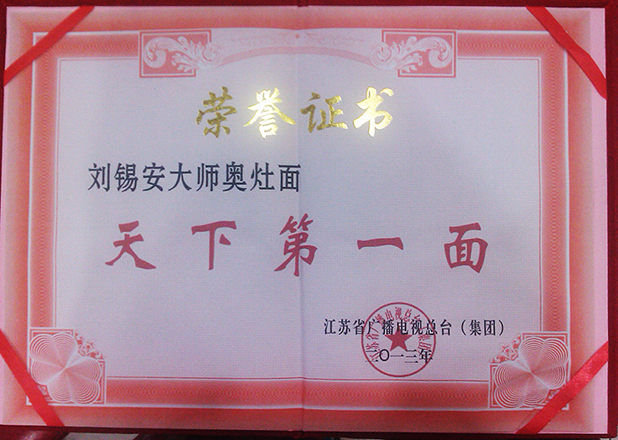 荣誉证书
刘锡安大师奥灶面
天下第一面
江苏省广播电视总台（集团）
〇一三年